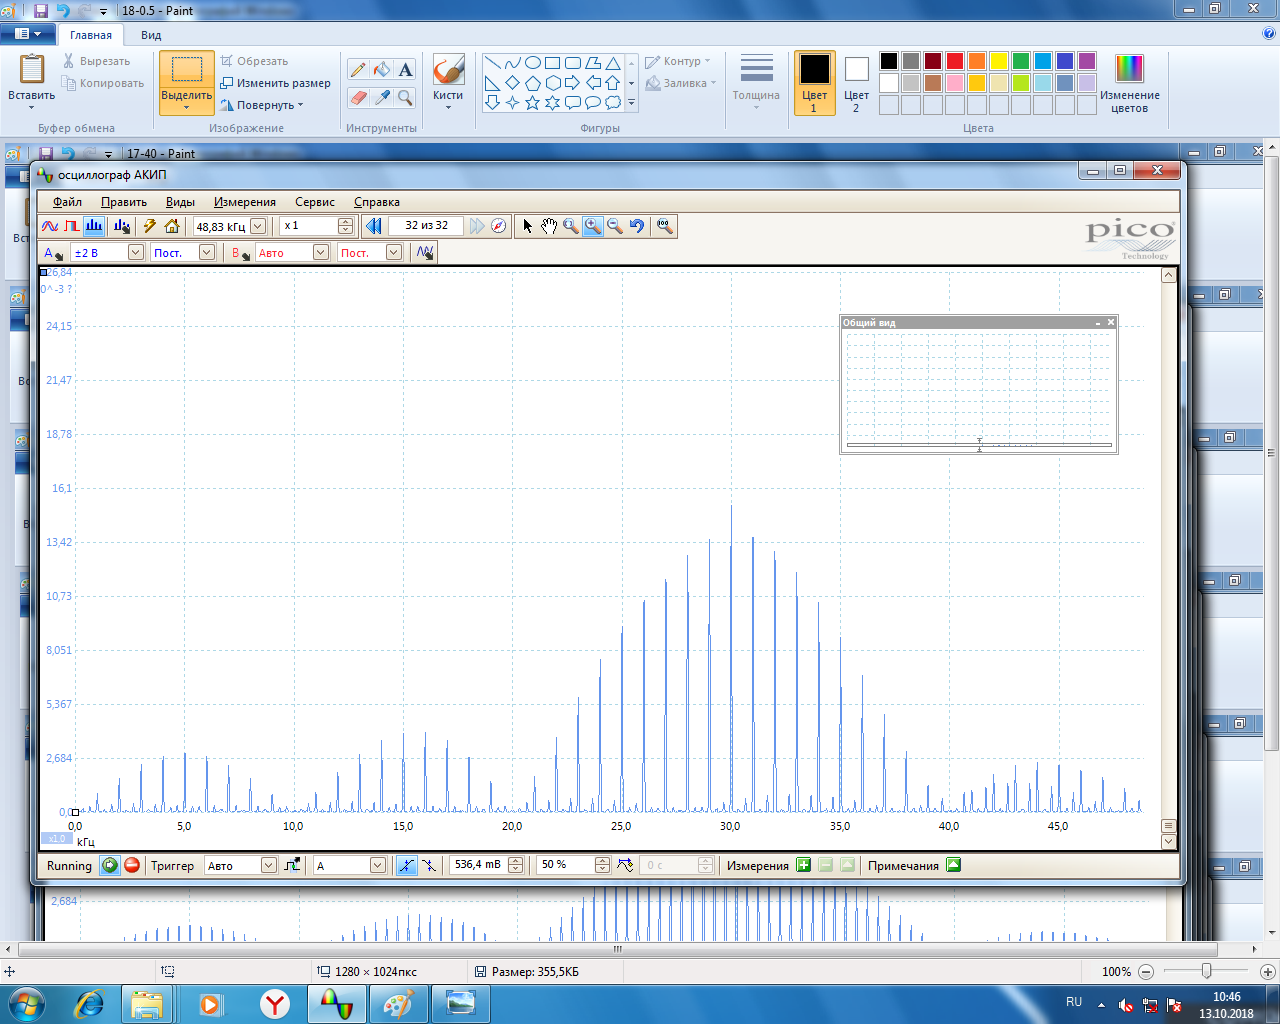 18-0.5 - Paint
Главная Вид
Вставить
Вырезать
Копировать
Буфер обмена
Выделить
Обрезать
Изменить размер
Повернуть
Изображение
A
Инструменты
Кисти
Контур
Заливка
Фигуры
Толщина
Цвет 1
Цвет 2
Изменение цветов
Цвета
17-40 - Paint
осциллограф АКИП
Файл Править Виды Измерения Сервис Справка
48,83 кГц x 1 32 из 32
pico
Technology
A ±2 В Пост. B Авто Пост.
26,84
0^-3 ?
24,15
21,47
18,78
16,1
13,42
10,73
8,051
5,367
2,684
0,0
Общий вид
0,0 5,0 10,0 15,0 20,0 25,0 30,0 35,0 40,0 45,0
x1,0 кГц
Running Триггер Авто A 536,4 mВ 50 % 0 с Измерения Примечания
2,684
1280 × 1024пкс Размер: 355,5КБ 100%
RU 10:46
13.10.2018